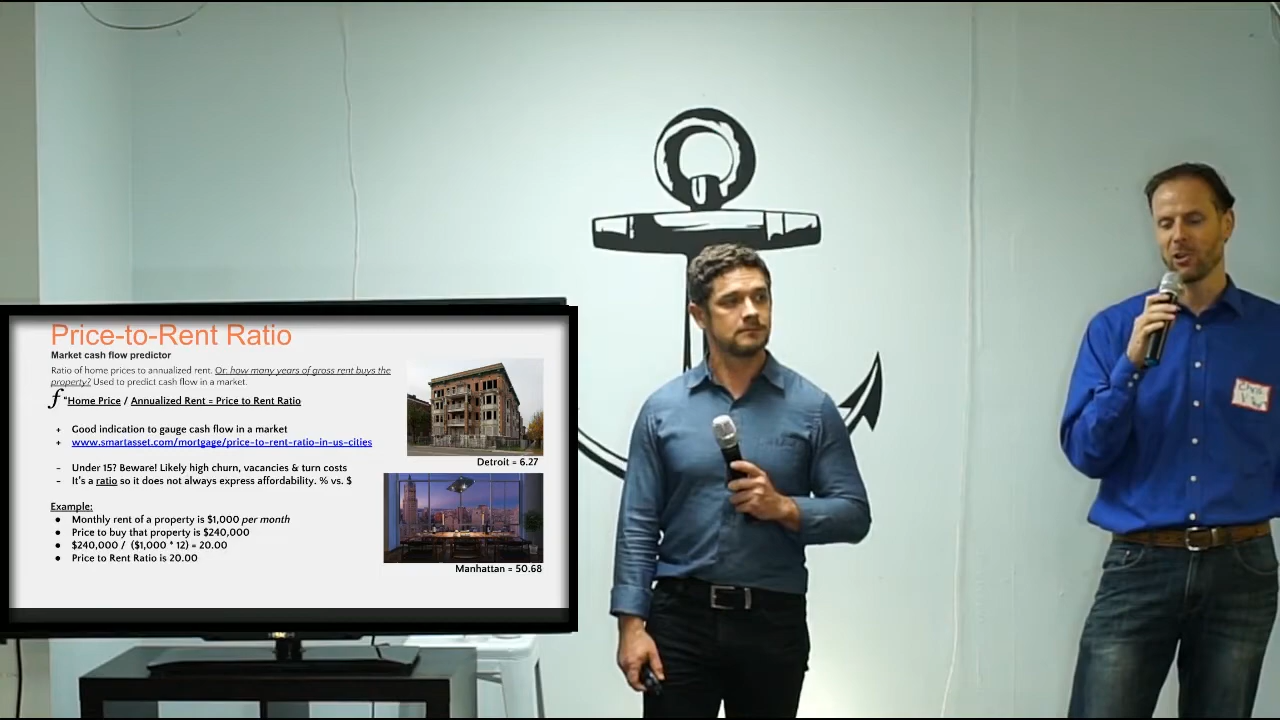 Price-to-Rent Ratio
Market cash flow predictor
Ratio of home prices to annualized rent. Or, how many years of gross rent buys the
property? Used to predict cash flow in a market.
f "Home Price / Annualized Rent = Price to Rent Ratio
+ Good indication to gauge cash flow in a market
+ www.smartasset.com/mortgage/price-to-rent-ratio-in-us-cities
- Under 15? Beware! Likely high churn, vacancies & turn costs
- It's a ratio so it does not always express affordability. % vs. $
Example:
● Monthly rent of a property is $1,000 per month
● Price to buy that property is $240,000
● $240,000 / ($1,000 * 12) = 20.00
● Price to Rent Ratio is 20.00
Detroit = 6.27
Manhattan = 50.68